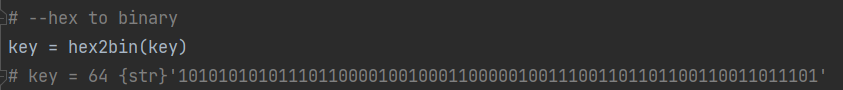 # --hex to binary
key = hex2bin(key)
# key = 64 {str}'1010101010111011000010010001100000100111001101101100110011011101'